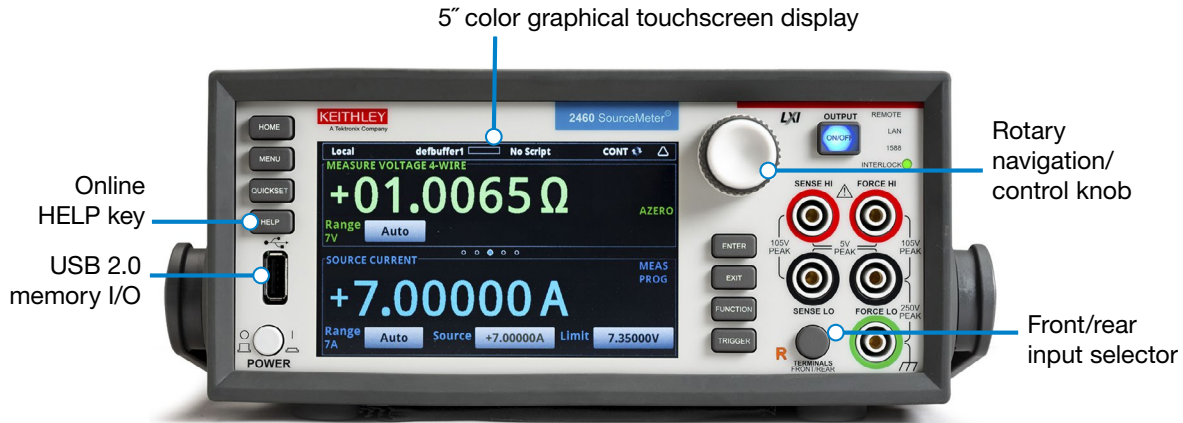 5″ color graphical touchscreen display
KEITHLEY
A Tektronix Company
2460 SourceMeter®
LXI
OUTPUT
ON/OFF
REMOTE
LAN
1588
INTERLOCK
HOME
MENU
QUICKSET
HELP
Online
HELP key
USB 2.0
memory I/O
POWER
Local defbuffer1 No Script CONT
MEASURE VOLTAGE 4-WIRE
+01.0065 Ω
AZERO
Range
7V
Auto
SOURCE CURRENT
MEAS
PROG
+7.00000 A
Range
7A
Auto
Source
+7.00000A
Limit
7.35000V
Rotary
navigation/
control knob
ENTER
EXIT
FUNCTION
TRIGGER
SENSE HI
FORCE HI
105V
PEAK
5V
PEAK
105V
PEAK
SENSE LO
FORCE LO
250V
PEAK
R
TERMINALS
FRONT/REAR
Front/rear
input selector